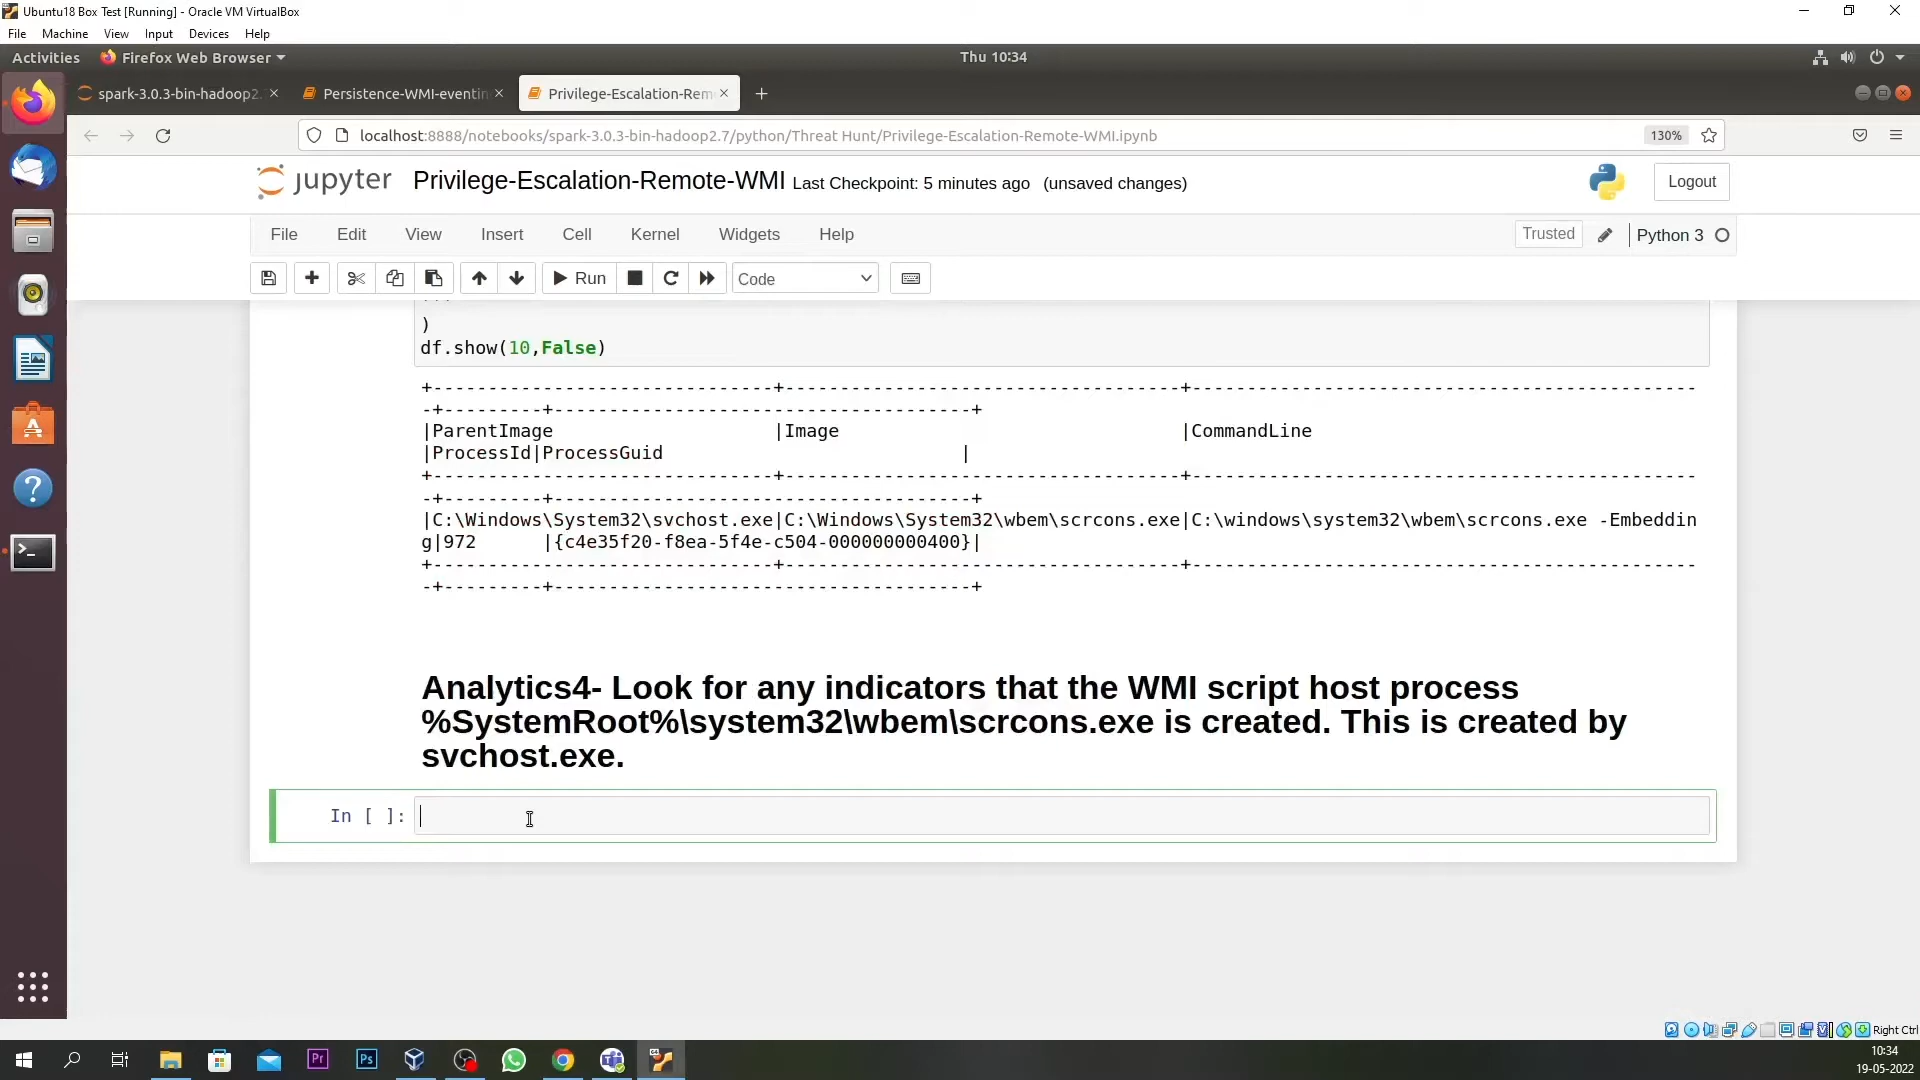 Ubuntu18 Box Test [Running] - Oracle VM VirtualBox
File Machine View Input Devices Help
Activities Firefox Web Browser Thu 10:34
spark-3.0.3-bin-hadoop2. Persistence-WMI-eventin Privilege-Escalation-Rem
localhost:8888/notebooks/spark-3.0.3-bin-hadoop2.7/python/Threat Hunt/Privilege-Escalation-Remote-WMI.ipynb 130%
jupyter Privilege-Escalation-Remote-WMI Last Checkpoint: 5 minutes ago (unsaved changes) Logout
File Edit View Insert Cell Kernel Widgets Help Trusted Python 3
Run Code
)
df.show(10,False)
+--------------------------------+------------------------------------+----------------------------------------------
-+---------+--------------------------------------+
|ParentImage |Image |CommandLine
|ProcessId|ProcessGuid |
+--------------------------------+------------------------------------+----------------------------------------------
-+---------+--------------------------------------+
|C:\Windows\System32\svchost.exe|C:\Windows\System32\wbem\scrcons.exe|C:\windows\system32\wbem\scrcons.exe -Embeddin
g|972 |{c4e35f20-f8ea-5f4e-c504-000000000400}|
+--------------------------------+------------------------------------+----------------------------------------------
-+---------+--------------------------------------+
Analytics4- Look for any indicators that the WMI script host process
%SystemRoot%\system32\wbem\scrcons.exe is created. This is created by
svchost.exe.
In [ ]:
Right Ctrl
Pr Ps
10:34
19-05-2022